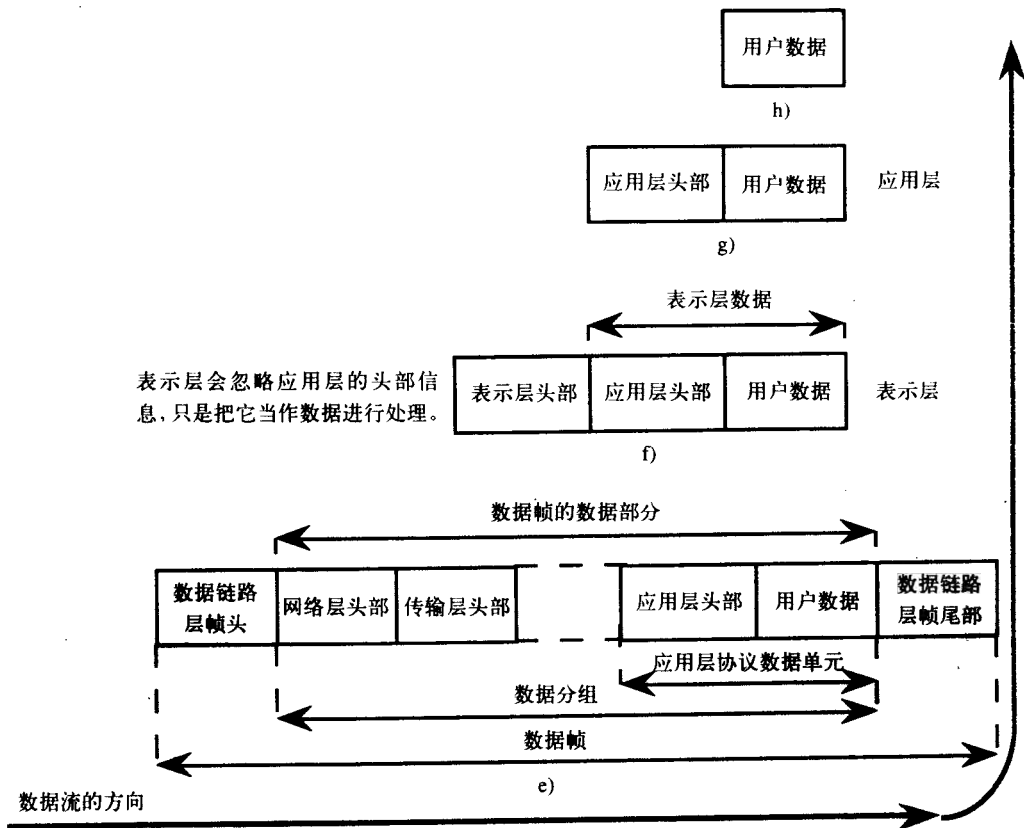 用户数据
h)
应用层头部
用户数据
应用层
g)
表示层数据
表示层会忽略应用层的头部信
息,只是把它当作数据进行处理。
表示层头部
应用层头部
用户数据
表示层
f)
数据帧的数据部分
数据链路
层帧头
网络层头部
传输层头部
应用层头部
用户数据
数据链路
层帧尾部
应用层协议数据单元
数据分组
数据帧
e)
数据流的方向